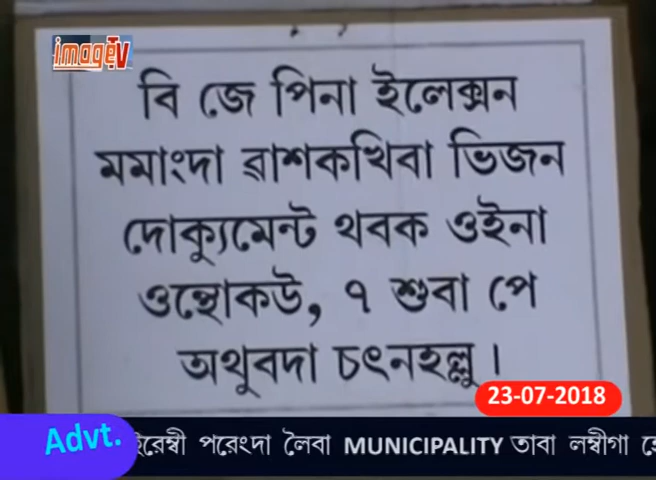 imageTV
বি জে পিনা ইলেক্সন
মমাংদা ৱাশকখিবা ভিজন
দোক্যুমেন্ট থবক ওইনা
ওন্থোকউ, ৭ শুবা পে
অথুবদা চৎনহল্লু।
23-07-2018
Advt.
পরেংদা লৈবা MUNICIPALITY তাবা লম্বীগা